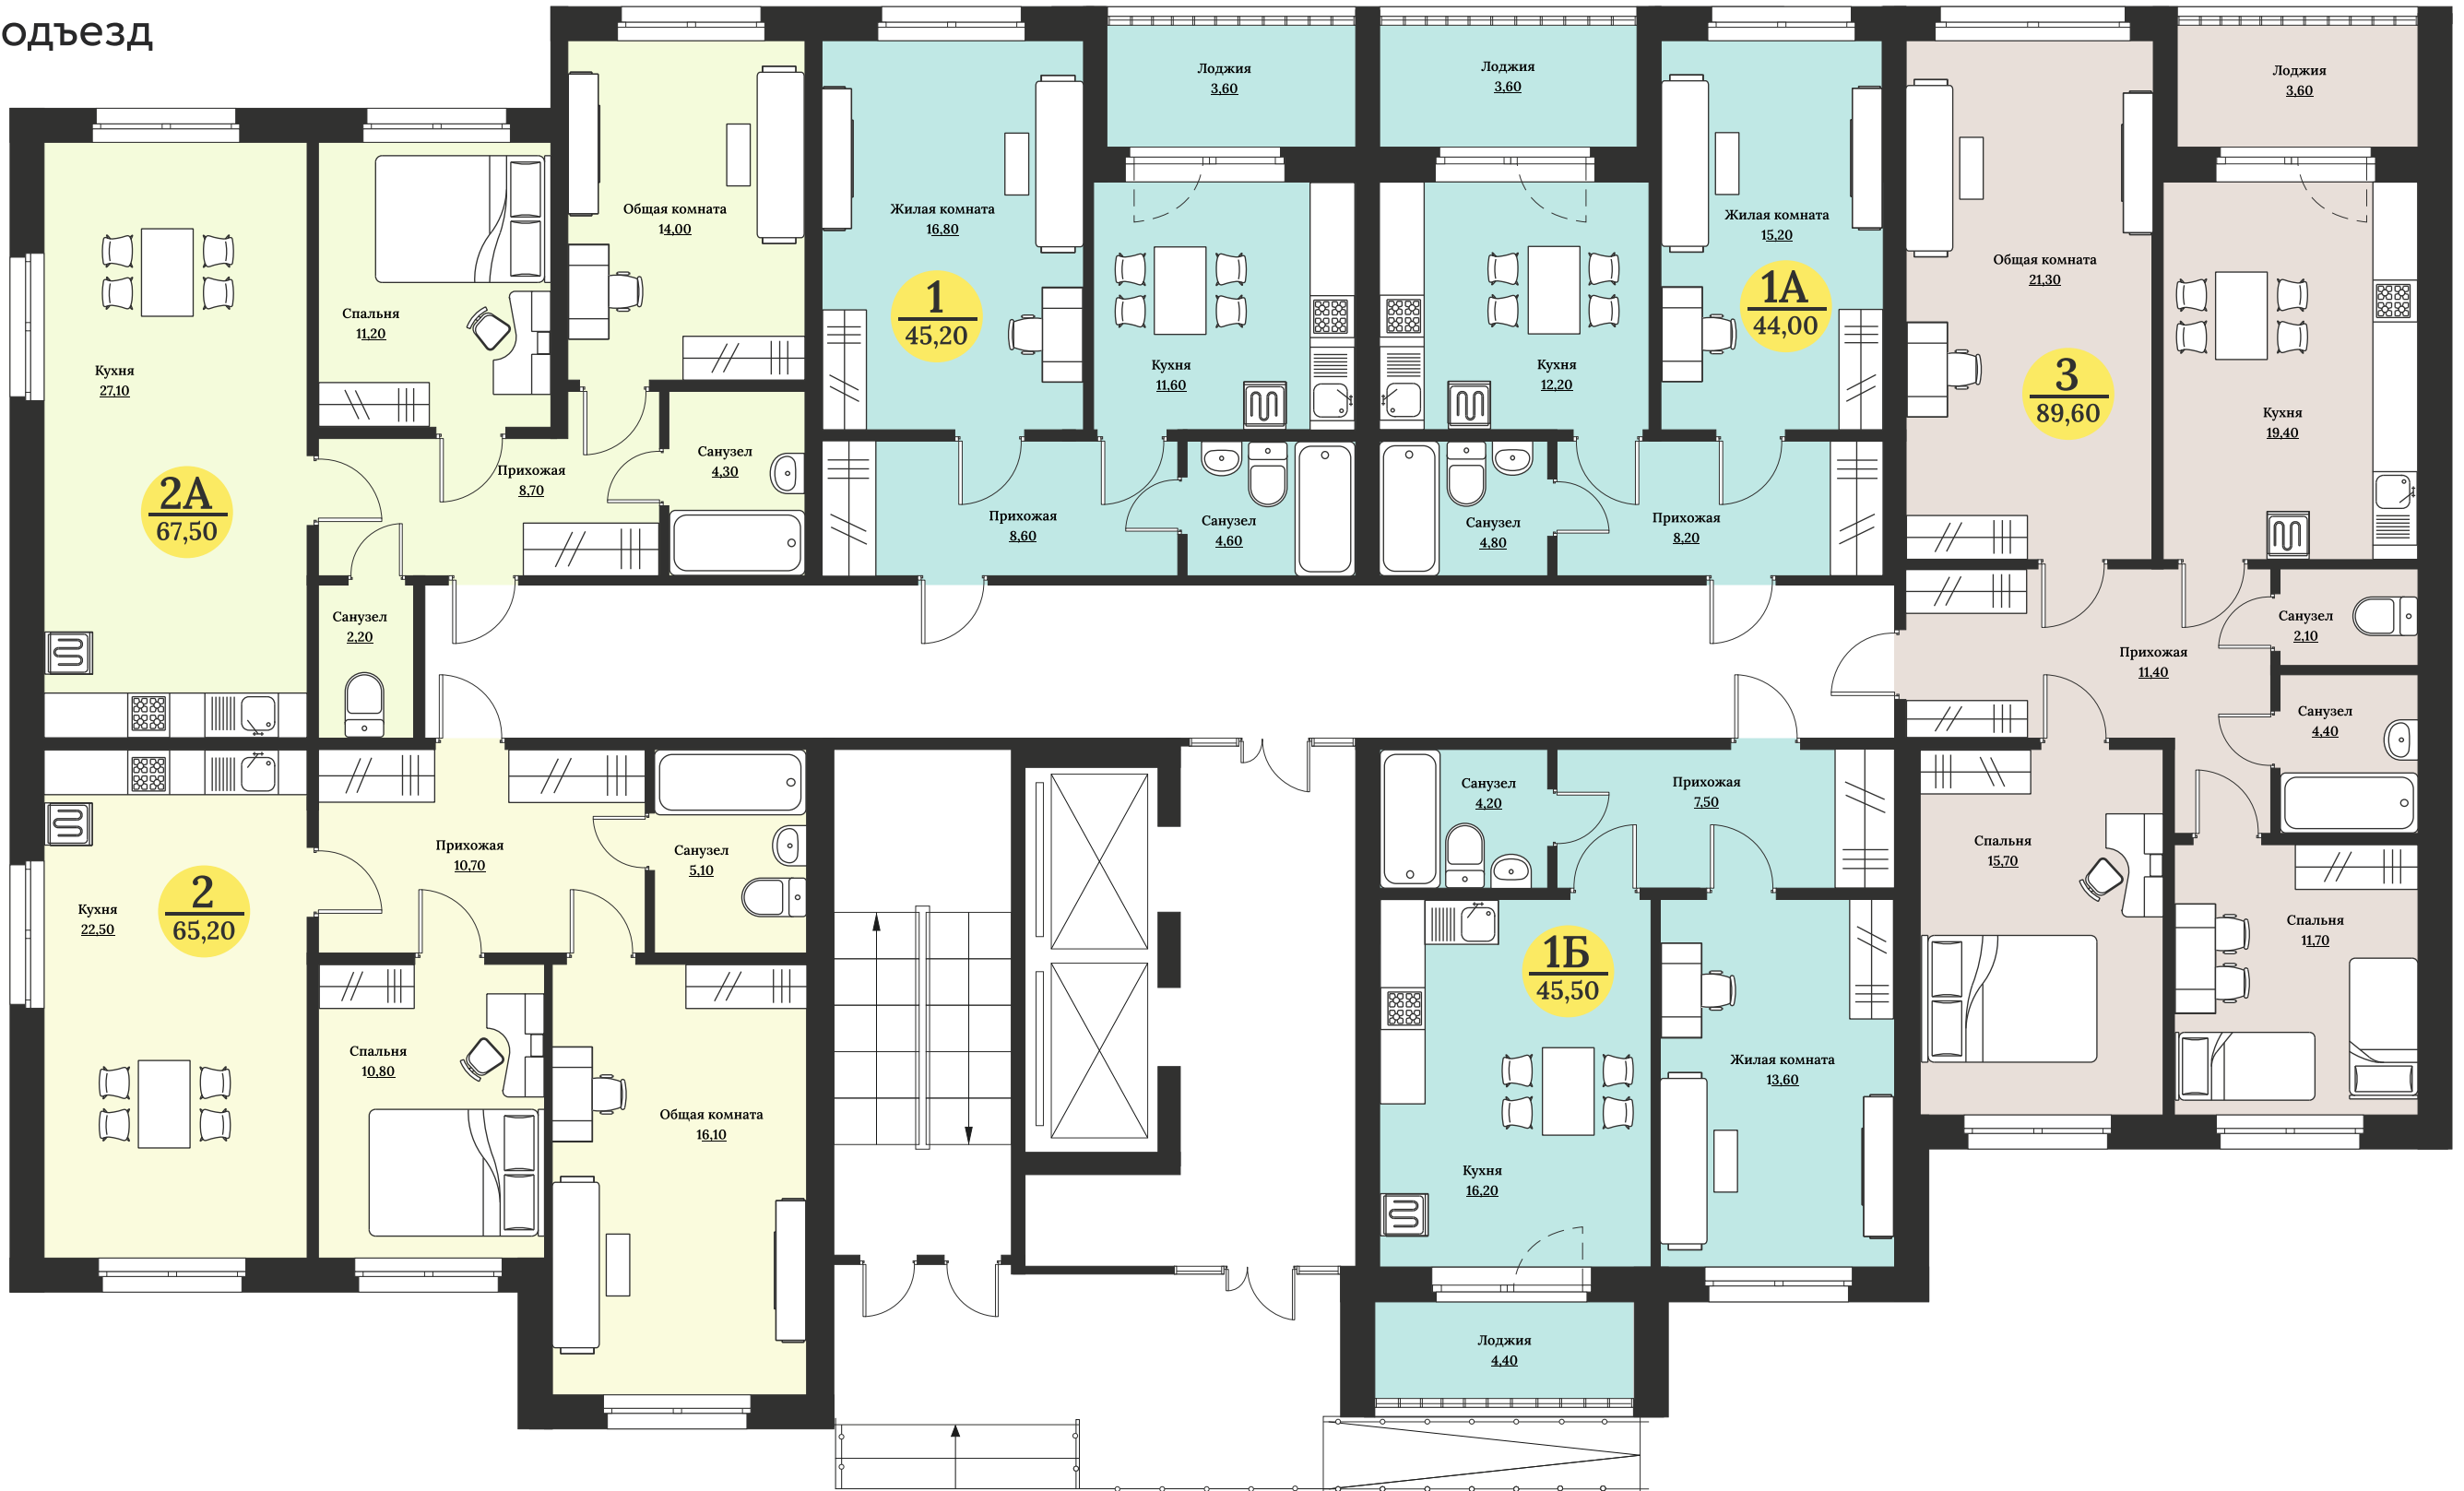 одъезд
Кухня
27,10
2А
67,50
Спальня
11,20
Общая комната
14,00
Прихожая
8,70
Санузел
4,30
Санузел
2,20
Жилая комната
16,80
1
45,20
Лоджия
3,60
Кухня
11,60
Прихожая
8,60
Санузел
4,60
Лоджия
3,60
Кухня
12,20
Жилая комната
15,20
1А
44,00
Санузел
4,80
Прихожая
8,20
Общая комната
21,30
3
89,60
Лоджия
3,60
Кухня
19,40
Санузел
2,10
Прихожая
11,40
Санузел
4,40
Спальня
15,70
Спальня
11,70
Кухня
22,50
2
65,20
Прихожая
10,70
Санузел
5,10
Спальня
10,80
Общая комната
16,10
Санузел
4,20
Прихожая
7,50
1Б
45,50
Кухня
16,20
Жилая комната
13,60
Лоджия
4,40